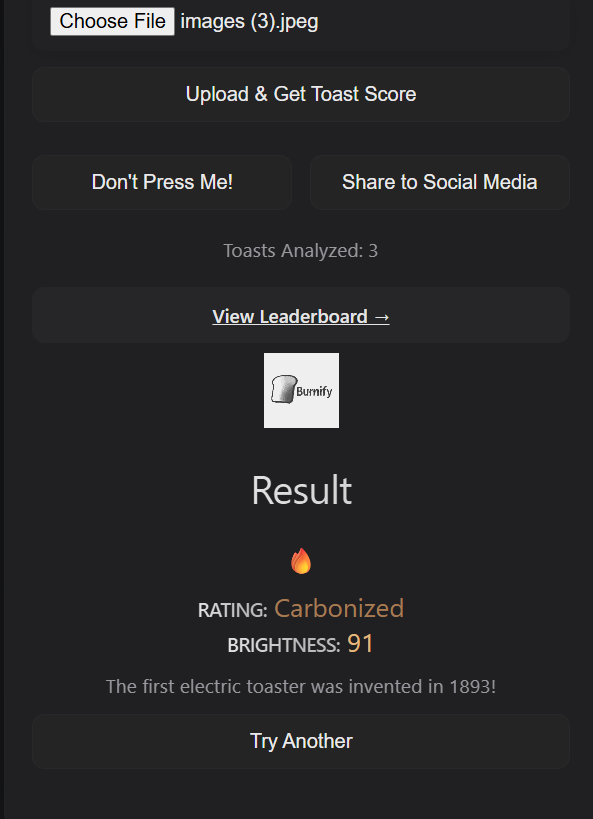 Choose File images (3).jpeg
Upload & Get Toast Score
Don't Press Me!
Share to Social Media
Toasts Analyzed: 3
View Leaderboard →
Burnify
Result
🔥
RATING: Carbonized
BRIGHTNESS: 91
The first electric toaster was invented in 1893!
Try Another